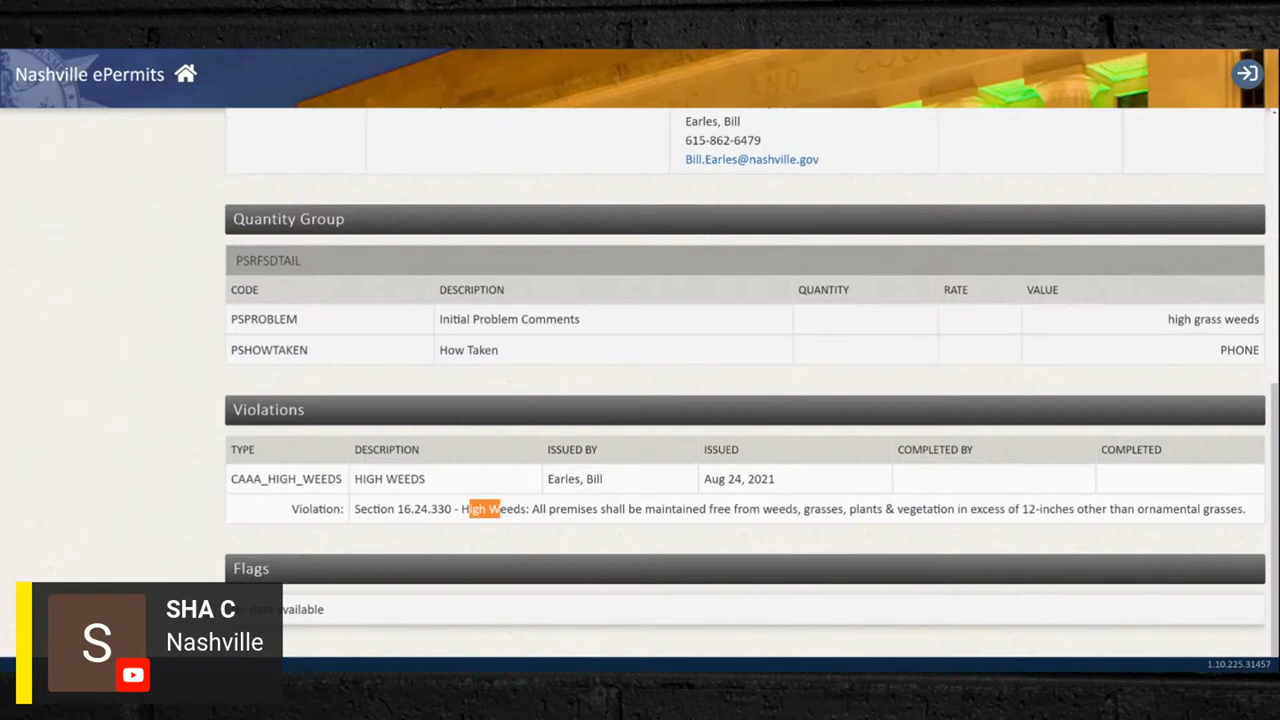 Nashville ePermits
Earles, Bill
615-862-6479
Bill.Earles@nashville.gov
Quantity Group
PSRFSDTAIL
CODE DESCRIPTION QUANTITY RATE VALUE
PSPROBLEM Initial Problem Comments high grass weeds
PSHOWTAKEN How Taken PHONE
Violations
TYPE DESCRIPTION ISSUED BY ISSUED COMPLETED BY COMPLETED
CAAA_HIGH_WEEDS HIGH WEEDS Earles, Bill Aug 24, 2021
Violation: Section 16.24.330 - High Weeds: All premises shall be maintained free from weeds, grasses, plants & vegetation in excess of 12-inches other than ornamental grasses.
Flags
data available
S
SHA C
Nashville
1.10.225.31457